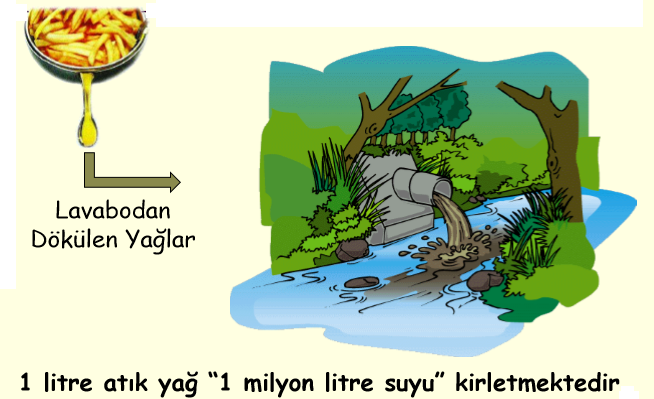 Lavabodan
Dökülen Yağlar
1 litre atık yağ “1 milyon litre suyu” kirletmektedir